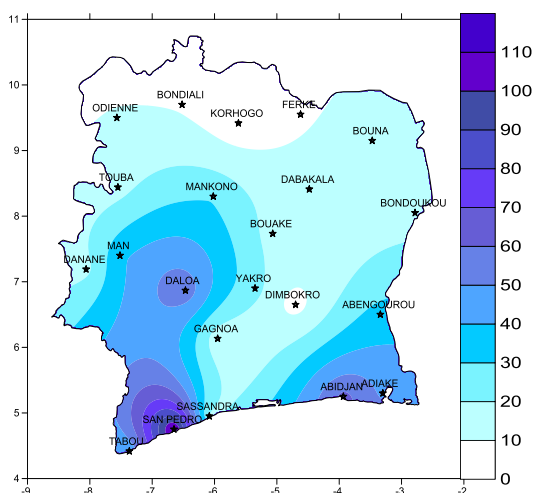 11
110
BONDIALI
10
100
ODIENNE
FERKE
KORHOGO
90
BOUNA
9
80
TOUBA
DABAKALA
MANKONO
70
8
BONDOUKOU
BOUAKE
60
MAN
DANANE
50
7
DALOA
YAKRO
DIMBOKRO
40
ABENGOUROU
GAGNOA
30
6
20
ABIDJAN
ADIAKE
SASSANDRA
5
10
SAN PEDRO
TABOU
4
0
-9 -8 -7 -6 -5 -4 -3 -2